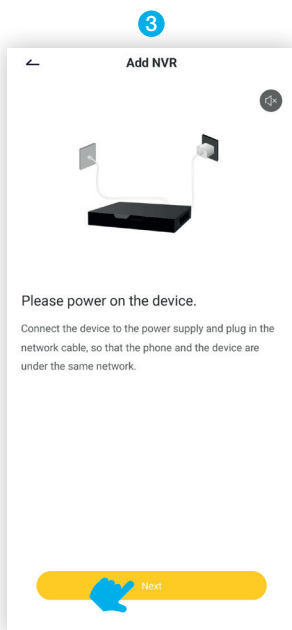 3
Add NVR
Please power on the device.
Connect the device to the power supply and plug in the
network cable, so that the phone and the device are
under the same network.
Next